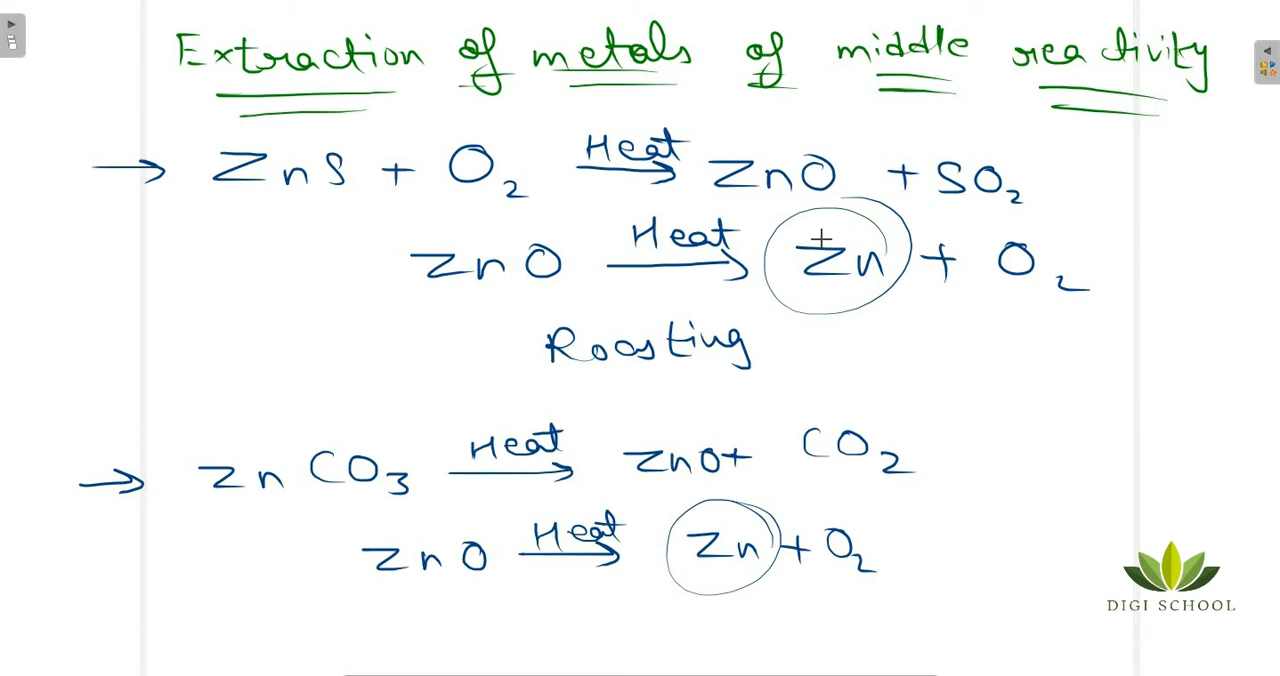 Extraction of metals of middle reactivity
→ ZnS + O₂ Heat→ ZnO + SO₂
ZnO Heat→ Zn + O₂
Roasting
→ ZnCO₃ Heat→ ZnO + CO₂
ZnO Heat→ Zn + O₂
DIGI SCHOOL